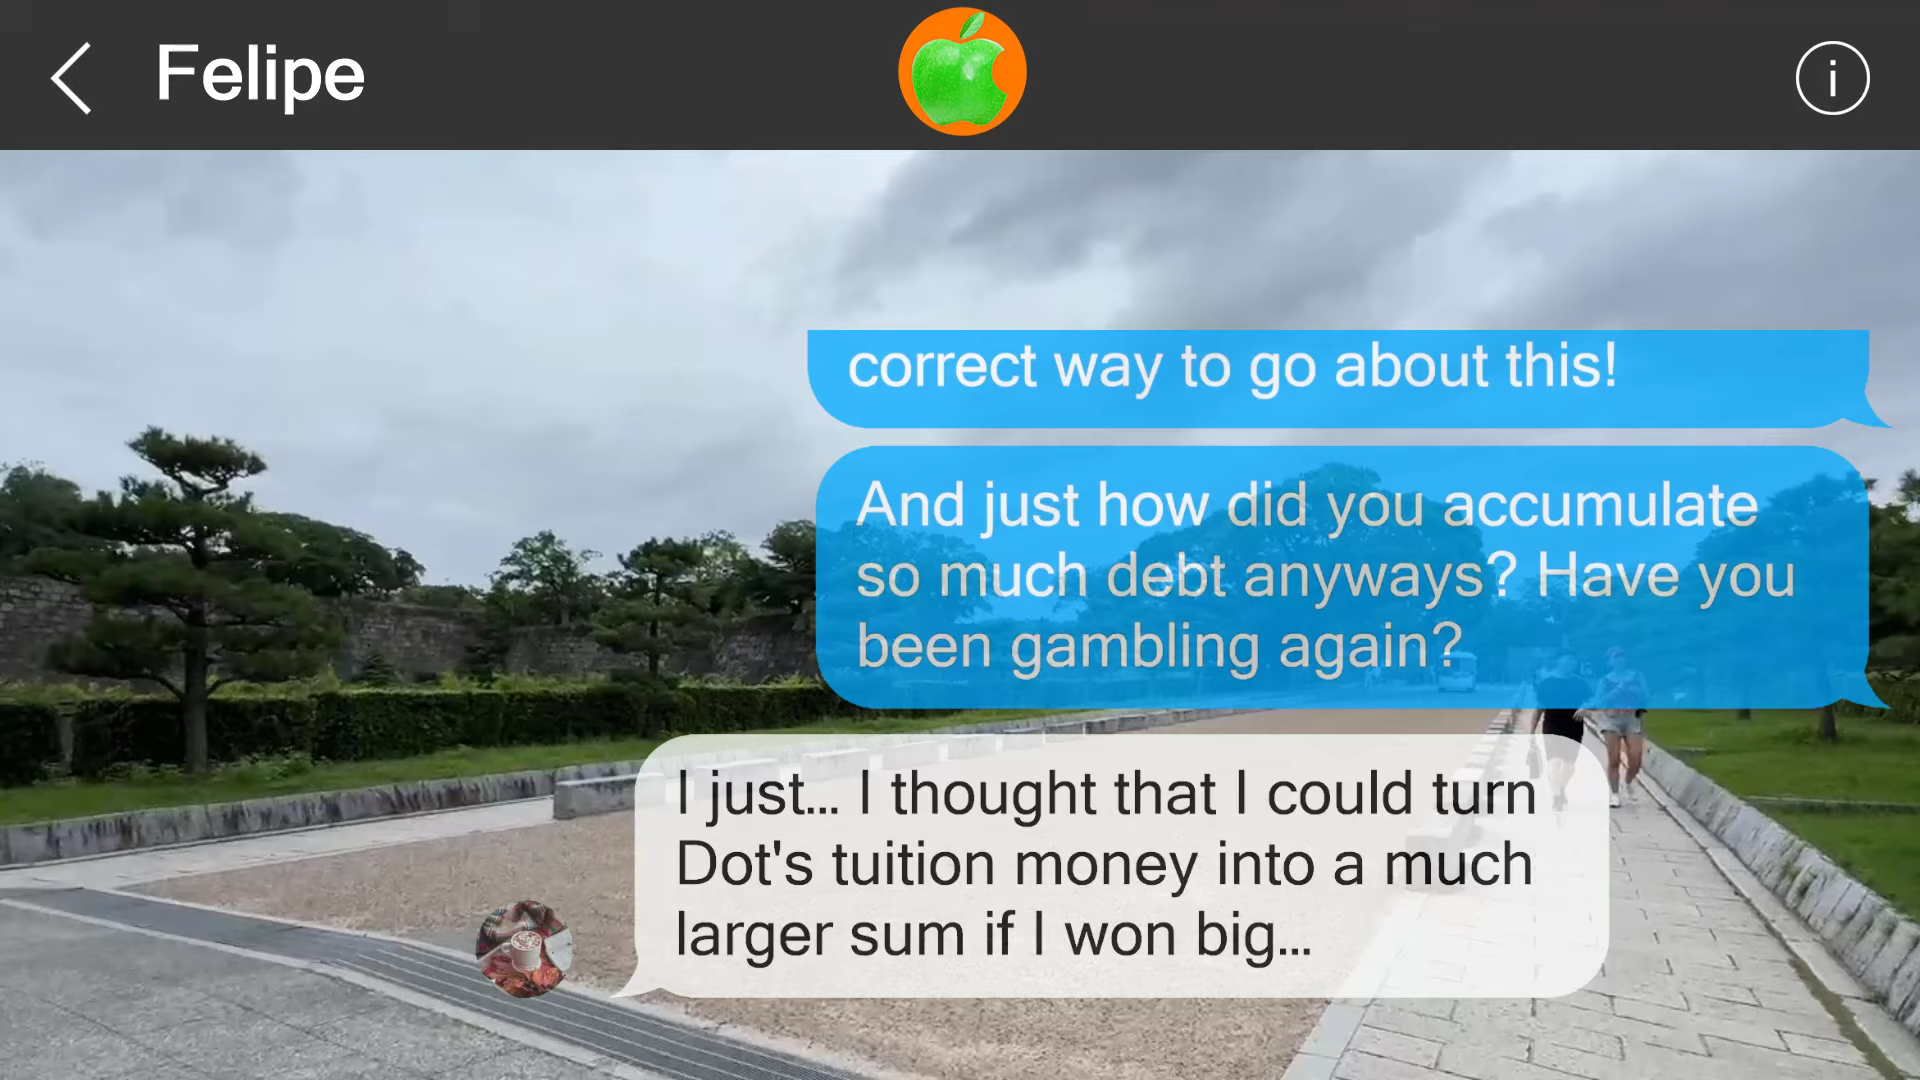 Felipe
i
correct way to go about this!
And just how did you accumulate
so much debt anyways? Have you
been gambling again?
I just... I thought that I could turn
Dot's tuition money into a much
larger sum if I won big...